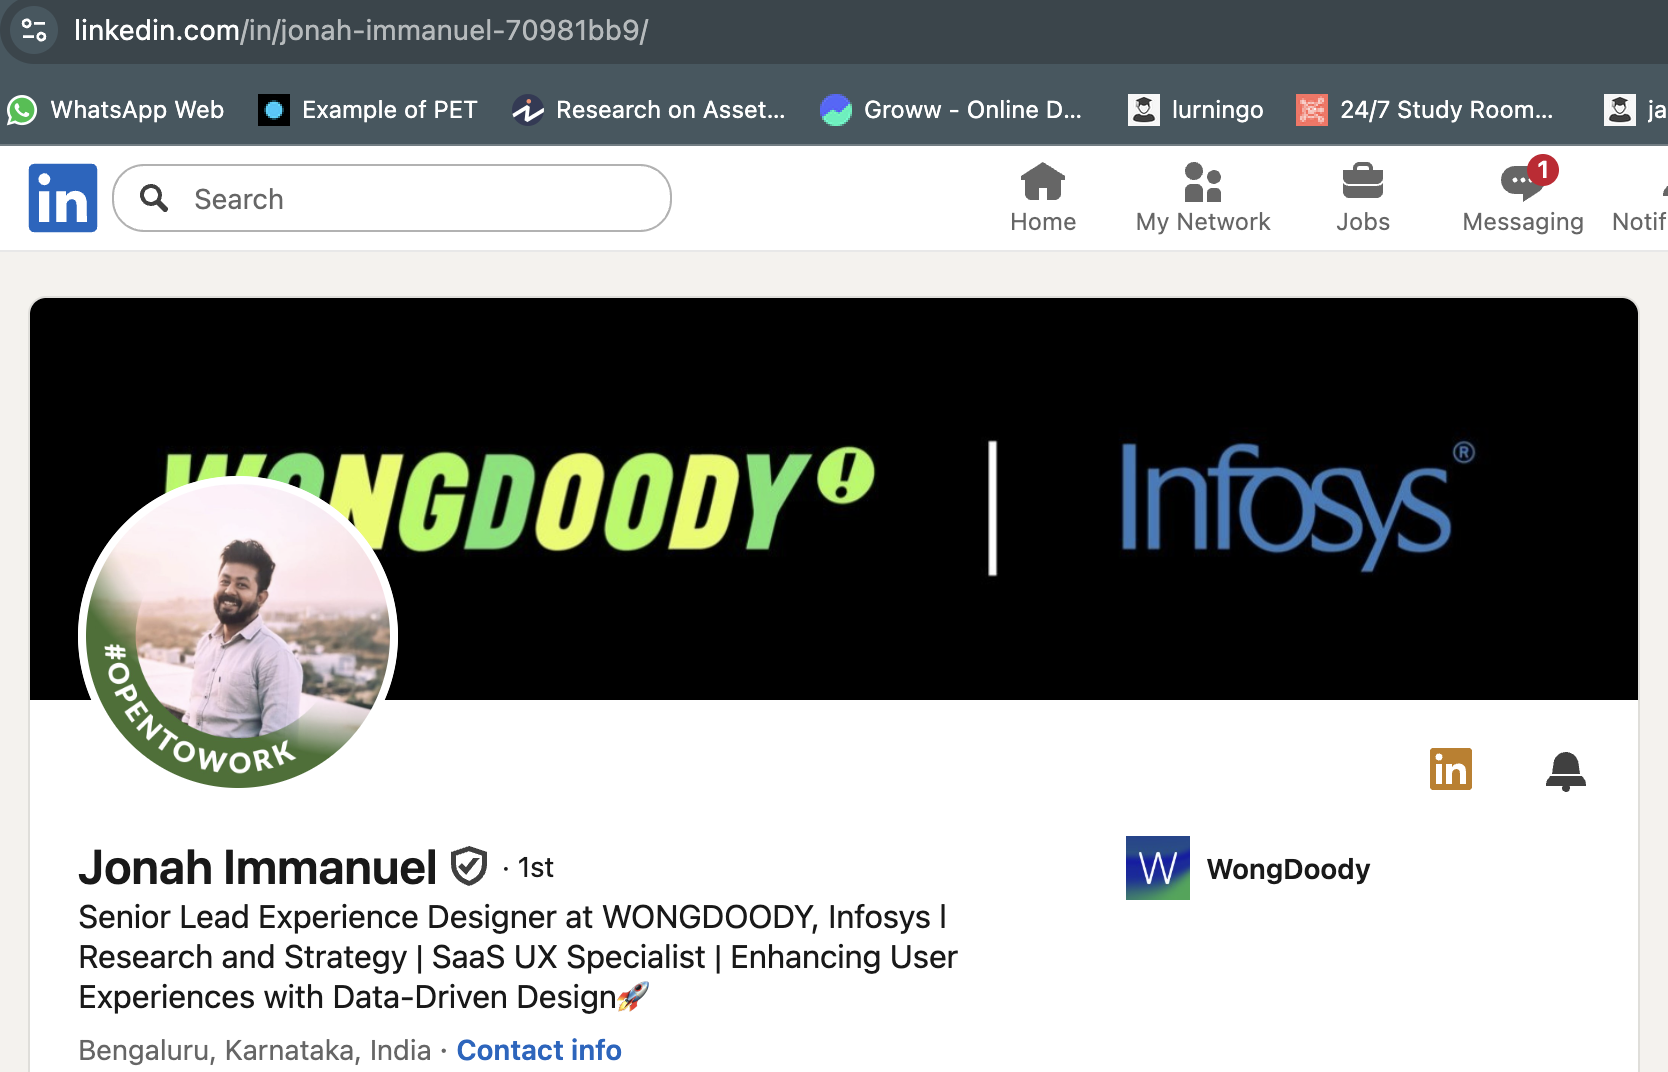 linkedin.com/in/jonah-immanuel-70981bb9/
WhatsApp Web Example of PET Research on Asset... Groww - Online D... lurningo 24/7 Study Room... ja
in Search Home My Network Jobs 1 Messaging Notif
WONGDOODY! | Infosys®
#OPENTOWORK
in
Jonah Immanuel · 1st
W WongDoody
Senior Lead Experience Designer at WONGDOODY, Infosys l
Research and Strategy | SaaS UX Specialist | Enhancing User
Experiences with Data-Driven Design🚀
Bengaluru, Karnataka, India · Contact info